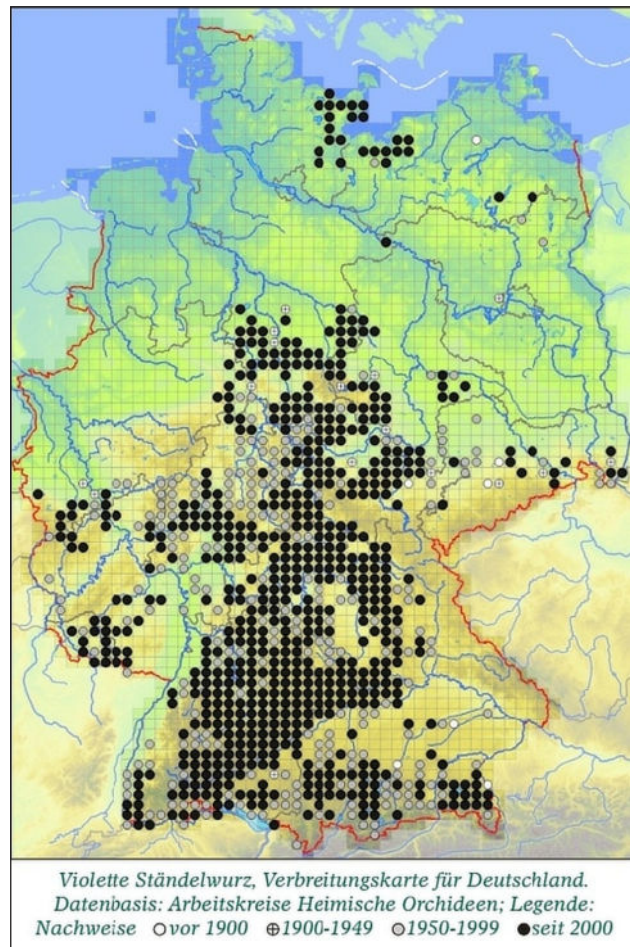 Violette Ständelwurz, Verbreitungskarte für Deutschland.
Datenbasis: Arbeitskreise Heimische Orchideen; Legende:
Nachweise ○ vor 1900 ⊕ 1900-1949 ◎ 1950-1999 ● seit 2000